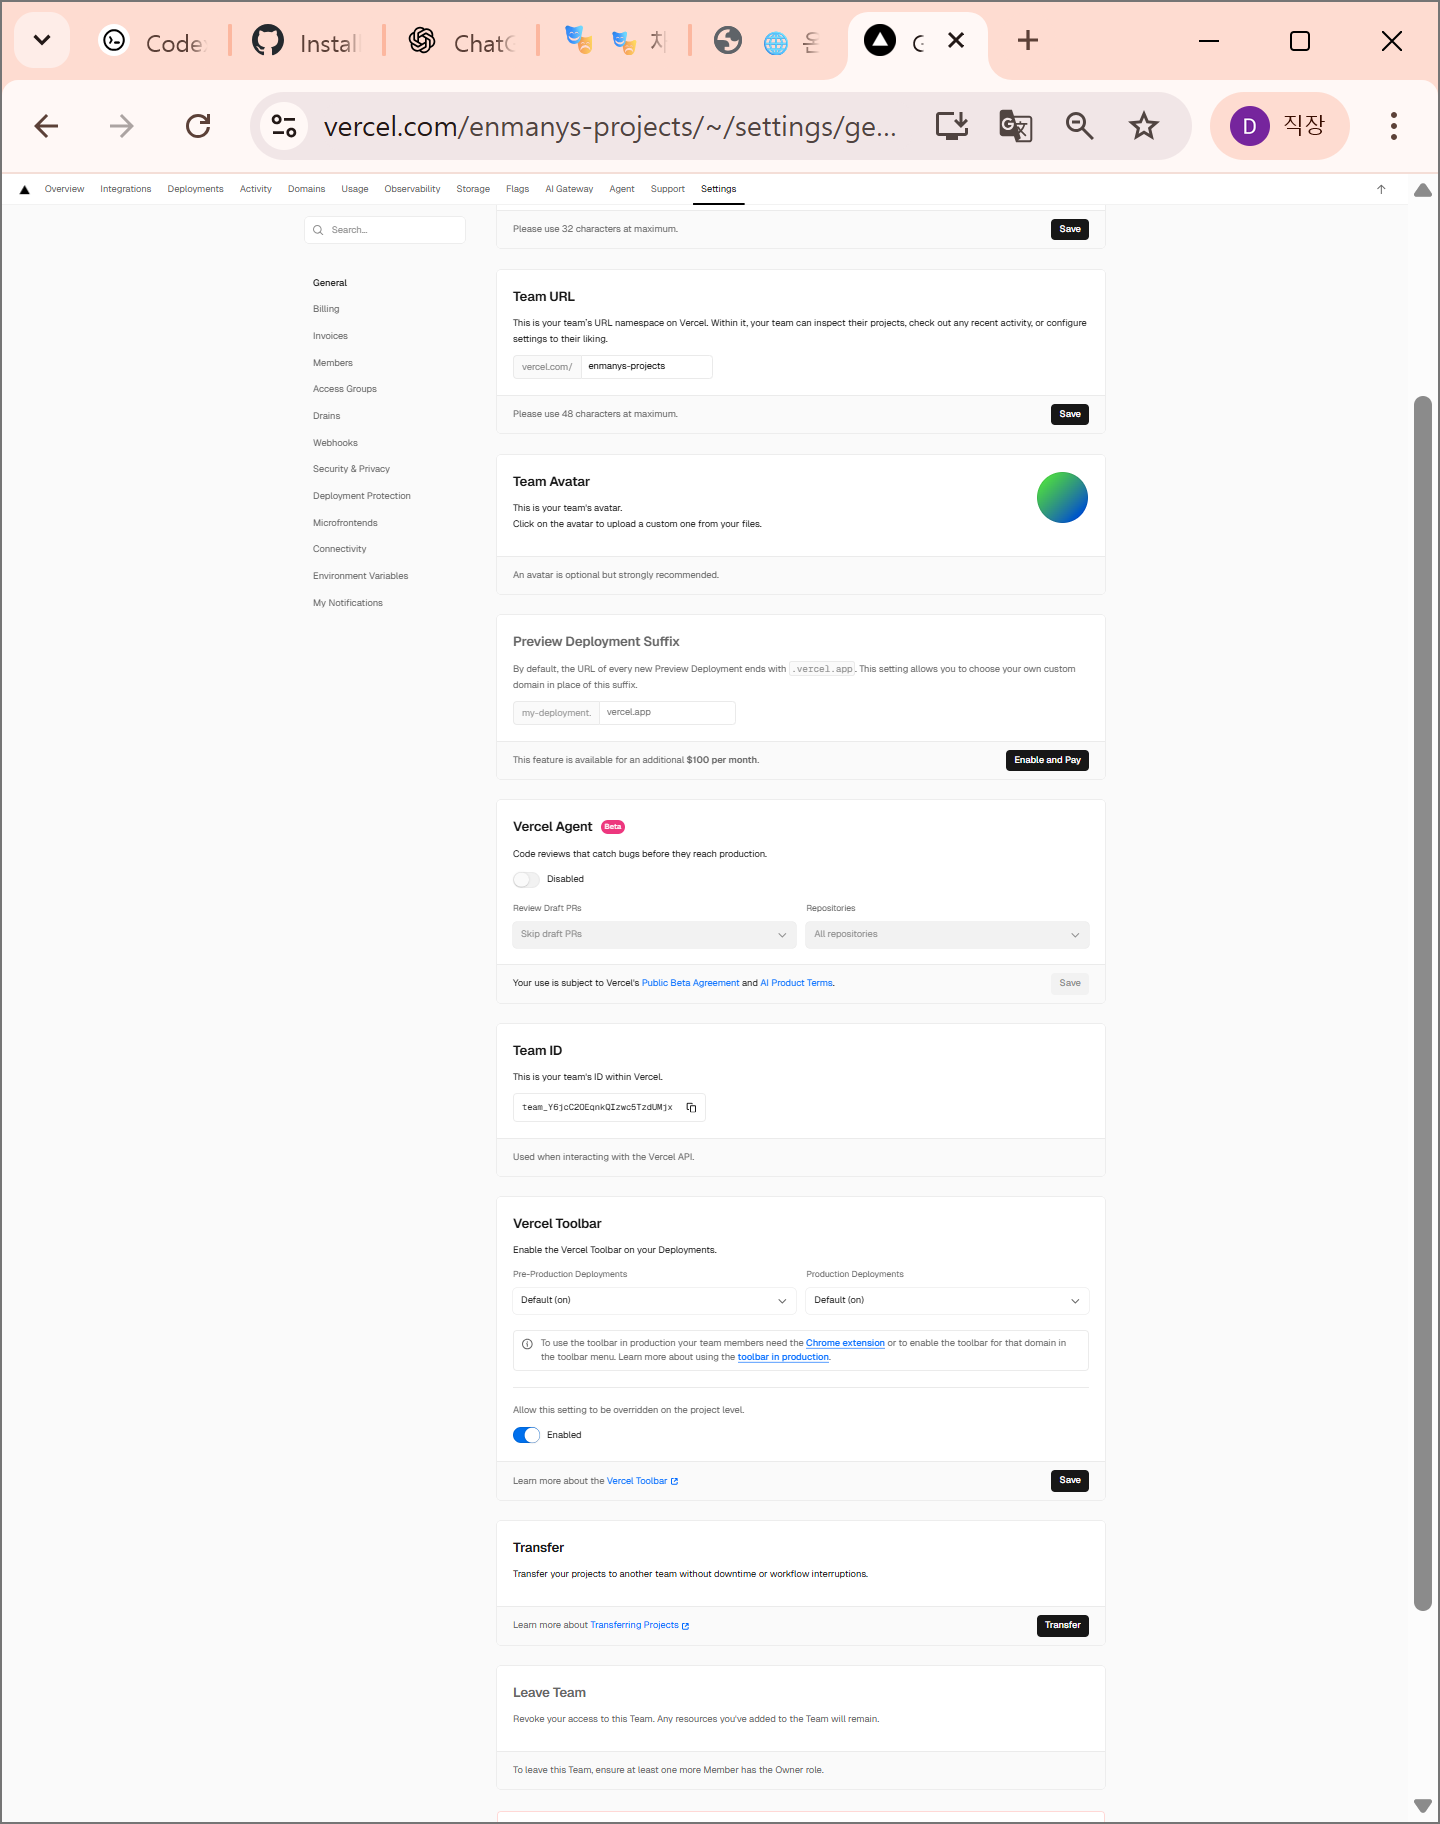 Code
Install
ChatG
차
온
G
vercel.com/enmanys-projects/~/settings/ge...
D
직장
Overview
Integrations
Deployments
Activity
Domains
Usage
Observability
Storage
Flags
AI Gateway
Agent
Support
Settings
Search...
General
Billing
Invoices
Members
Access Groups
Drains
Webhooks
Security & Privacy
Deployment Protection
Microfrontends
Connectivity
Environment Variables
My Notifications
Please use 32 characters at maximum.
Save
Team URL
This is your team's URL namespace on Vercel. Within it, your team can inspect their projects, check out any recent activity, or configure
settings to their liking.
vercel.com/
enmanys-projects
Please use 48 characters at maximum.
Save
Team Avatar
This is your team's avatar.
Click on the avatar to upload a custom one from your files.
An avatar is optional but strongly recommended.
Preview Deployment Suffix
By default, the URL of every new Preview Deployment ends with .vercel.app. This setting allows you to choose your own custom
domain in place of this suffix.
my-deployment.
vercel.app
This feature is available for an additional $100 per month.
Enable and Pay
Vercel Agent
Beta
Code reviews that catch bugs before they reach production.
Disabled
Review Draft PRs
Repositories
Skip draft PRs
All repositories
Your use is subject to Vercel's Public Beta Agreement and AI Product Terms.
Save
Team ID
This is your team's ID within Vercel.
team_Y6jcC2OEqnkQIzwc5TzdUMjx
Used when interacting with the Vercel API.
Vercel Toolbar
Enable the Vercel Toolbar on your Deployments.
Pre-Production Deployments
Production Deployments
Default (on)
Default (on)
To use the toolbar in production your team members need the Chrome extension or to enable the toolbar for that domain in
the toolbar menu. Learn more about using the toolbar in production.
Allow this setting to be overridden on the project level.
Enabled
Learn more about the Vercel Toolbar
Save
Transfer
Transfer your projects to another team without downtime or workflow interruptions.
Learn more about Transferring Projects
Transfer
Leave Team
Revoke your access to this Team. Any resources you've added to the Team will remain.
To leave this Team, ensure at least one more Member has the Owner role.